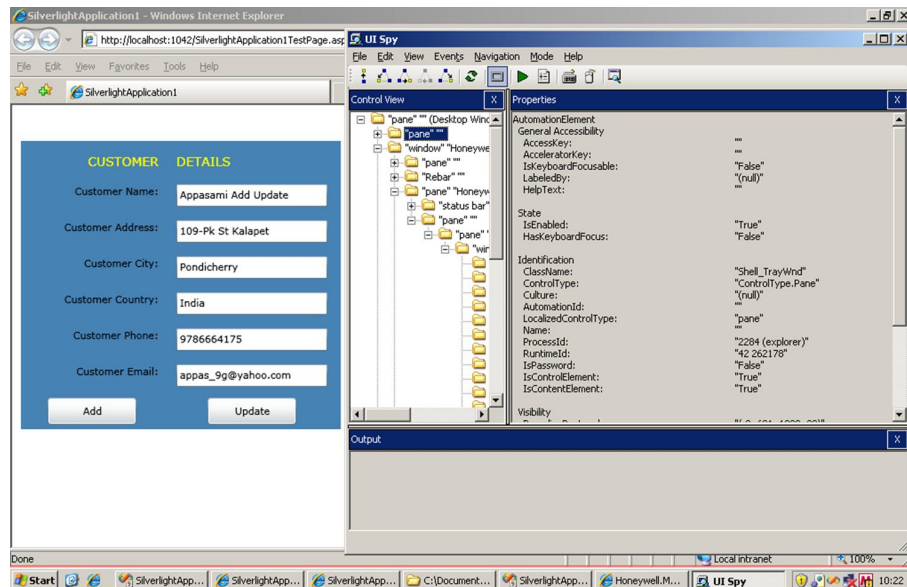 SilverlightApplication1 - Windows Internet Explorer
http://localhost:1042/SilverlightApplication1TestPage.asp
File Edit View Favorites Tools Help
SilverlightApplication1
CUSTOMER DETAILS
Customer Name: Appasami Add Update
Customer Address: 109-Pk St Kalapet
Customer City: Pondicherry
Customer Country: India
Customer Phone: 9786664175
Customer Email: appas_9g@yahoo.com
Add Update
UI Spy
File Edit View Events Navigation Mode Help
Control View X
"pane" "" (Desktop Winc
"pane" ""
"window" "Honeywe
"pane" ""
"Rebar" ""
"pane" "Honeyw
"status bar"
"pane" ""
"pane" '
"wir
Properties X
AutomationElement
General Accessibility
AccessKey: ""
AcceleratorKey: ""
IsKeyboardFocusable: "False"
LabeledBy: "(null)"
HelpText: ""
State
IsEnabled: "True"
HasKeyboardFocus: "False"
Identification
ClassName: "Shell_TrayWnd"
ControlType: "ControlType.Pane"
Culture: "(null)"
AutomationId: ""
LocalizedControlType: "pane"
Name: ""
ProcessId: "2284 (explorer)"
RuntimeId: "42 262178"
IsPassword: "False"
IsControlElement: "True"
IsContentElement: "True"
Visibility
Output X
Done Local intranet 100%
Start SilverlightApp... SilverlightApp... SilverlightApp... C:\Document... SilverlightApp... Honeywell.M... UI Spy 10:22